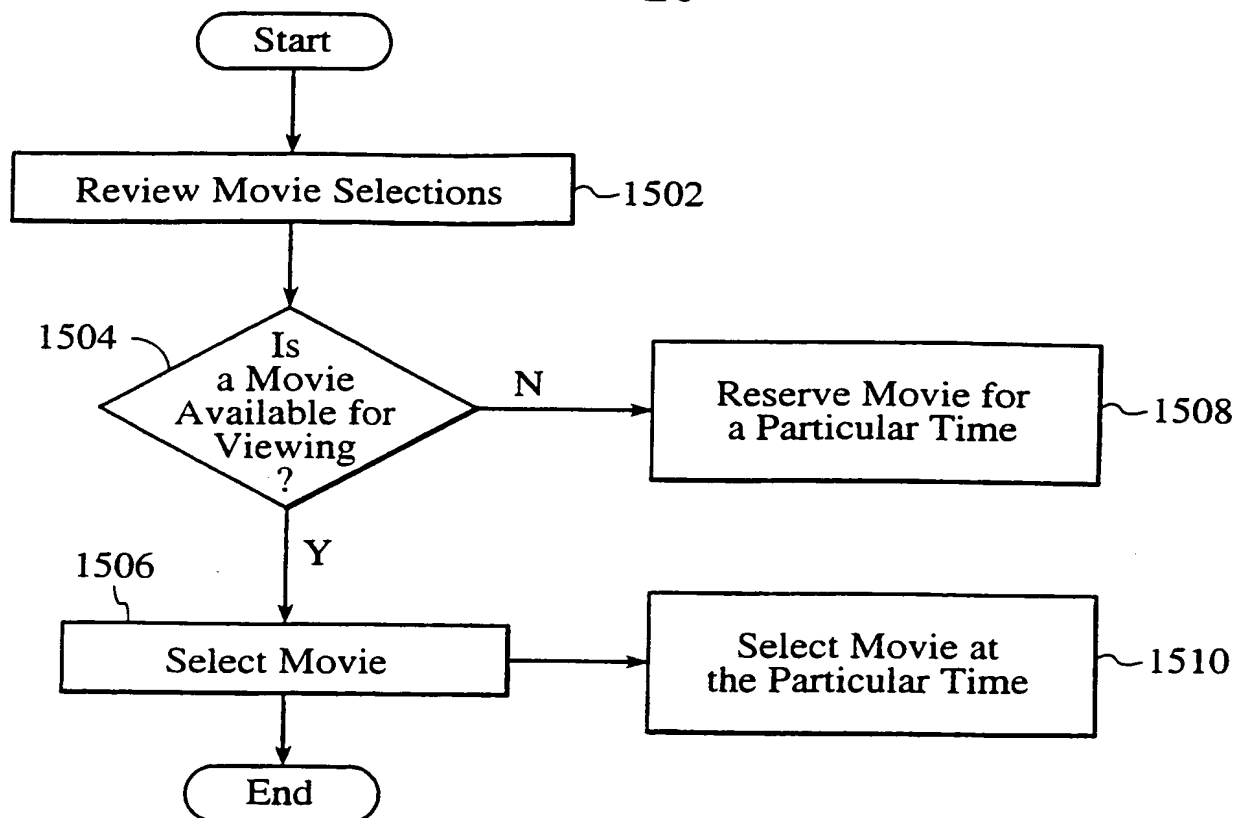 Start
Review Movie Selections
1502
1504
Is
a Movie
Available for
Viewing
?
N
Reserve Movie for
a Particular Time
1508
Y
1506
Select Movie
Select Movie at
the Particular Time
1510
End